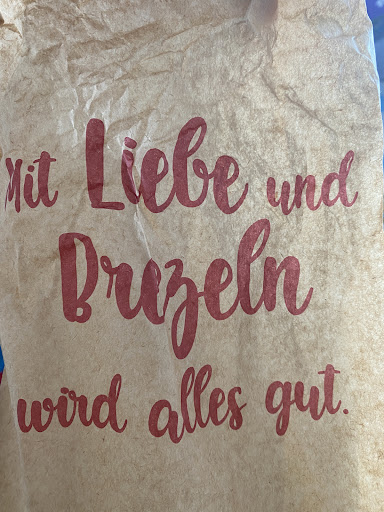 Mit Liebe und
Brezeln
wird alles gut.